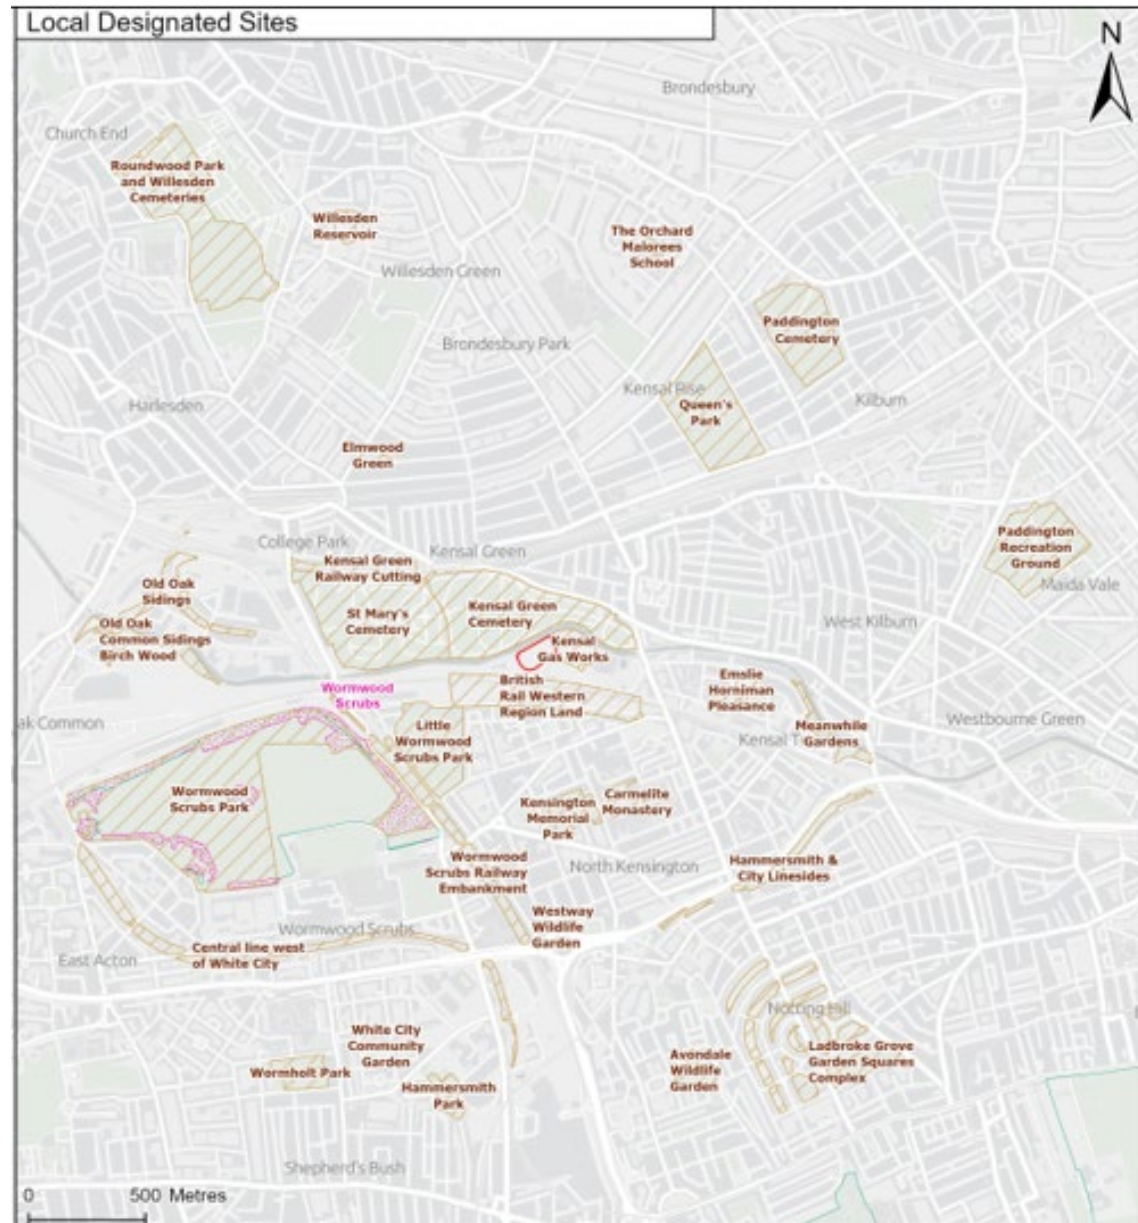 Local Designated Sites
N
Brondesbury
Church End
Roundwood Park
and Willesden
Cemeteries
Willesden
Reservoir
The Orchard
Malorees
School
Willesden Green
Paddington
Cemetery
Brondesbury Park
Kensal Rise
Queen's
Park
Kilburn
Harlesden
Elmwood
Green
Paddington
Recreation
Ground
Maida Vale
College Park
Kensal Green
Kensal Green
Railway Cutting
Old Oak
Sidings
St Mary's
Cemetery
Kensal Green
Cemetery
Old Oak
Common Sidings
Birch Wood
West Kilburn
Kensal
Gas Works
British
Rail Western
Region Land
Emslie
Horniman
Pleasance
Wormwood
Scrubs
ak Common
Little
Wormwood
Scrubs Park
Meanwhile
Gardens
Westbourne Green
Kensal T
Wormwood
Scrubs Park
Kensington
Memorial
Park
Carmelite
Monastery
Wormwood
Scrubs Railway
Embankment
North Kensington
Hammersmith &
City Linesides
Westway
Wildlife
Garden
Wormwood Scrubs
East Acton
Central line west
of White City
Notting Hill
White City
Community
Garden
Wormholt Park
Hammersmith
Park
Avondale
Wildlife
Garden
Ladbroke Grove
Garden Squares
Complex
Shepherd's Bush
0 500 Metres